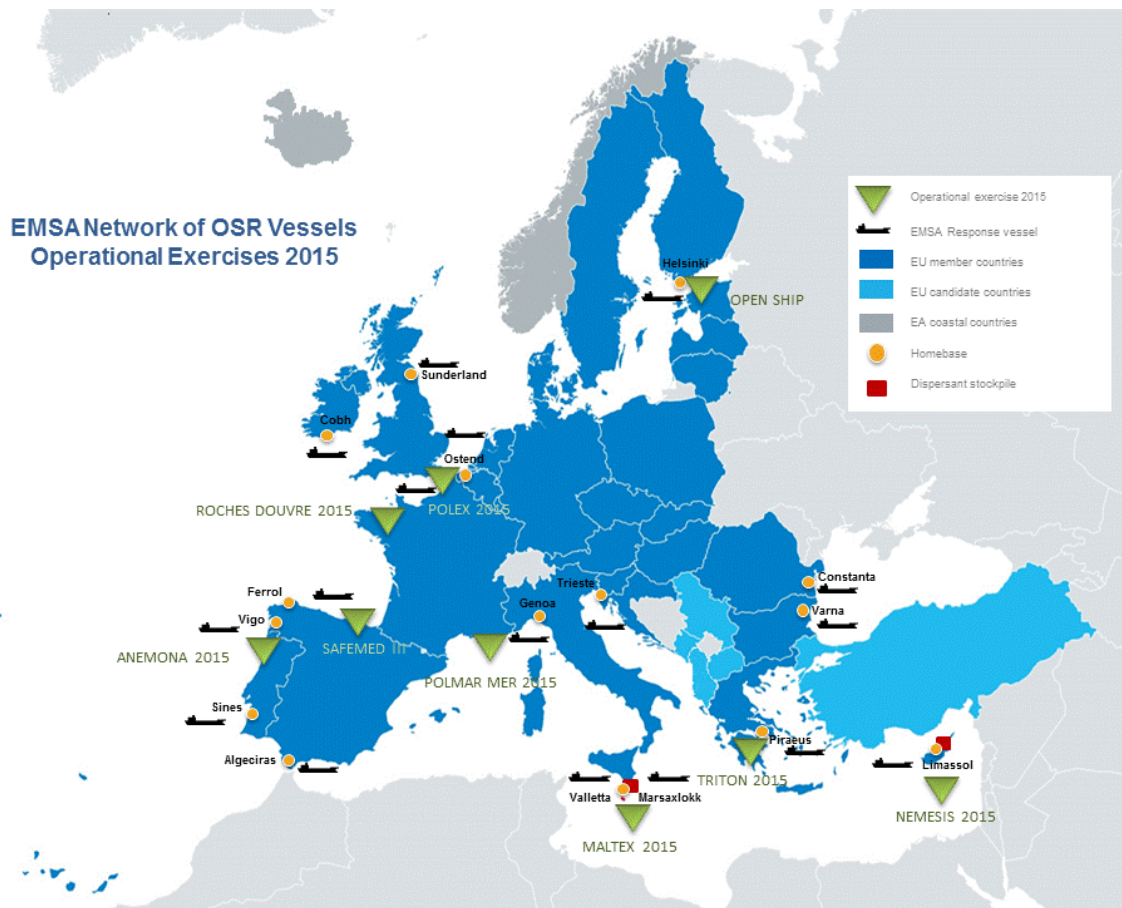 EMSA Network of OSR Vessels
Operational Exercises 2015
Operational exercise 2015
EMSA Response vessel
EU member countries
EU candidate countries
EA coastal countries
Homebase
Dispersant stockpile
Helsinki
OPEN SHIP
Sunderland
Cobh
Ostend
ROCHES DOUVRE 2015
POLEX 2015
Constanta
Trieste
Ferrol
Genoa
Varna
Vigo
SAFEMED III
ANEMONA 2015
POLMAR MER 2015
Sines
Piraeus
Algeciras
Limassol
TRITON 2015
Valletta
Marsaxlokk
NEMESIS 2015
MALTEX 2015